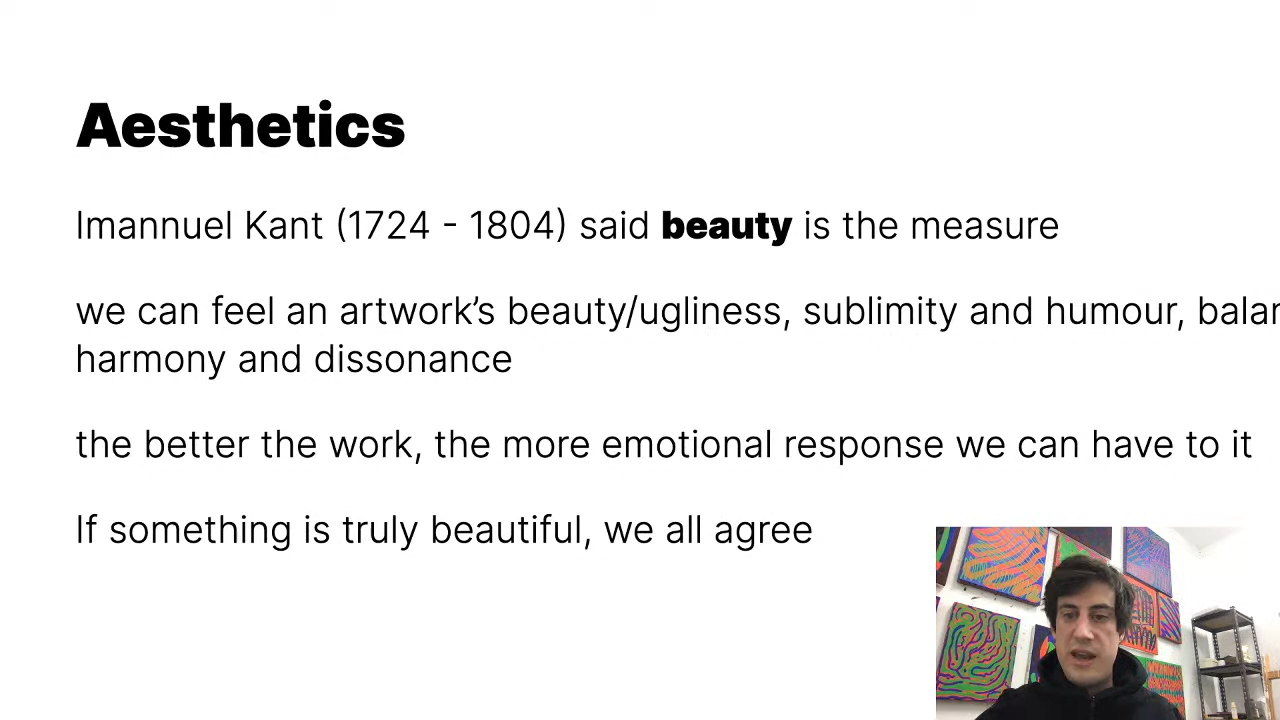 Aesthetics
Imannuel Kant (1724 - 1804) said beauty is the measure
we can feel an artwork’s beauty/ugliness, sublimity and humour,
harmony and dissonance
the better the work, the more emotional response we can have to it
If something is truly beautiful, we all agree